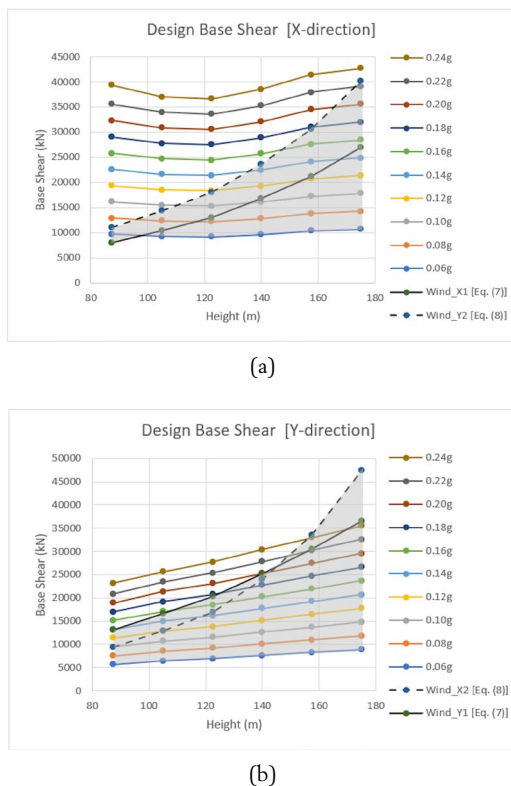 Design Base Shear [X-direction]
45000
40000
35000
30000
25000
20000
15000
10000
5000
0
Base Shear (kN)
80
100
120
140
160
180
Height (m)
0.24g
0.22g
0.20g
0.18g
0.16g
0.14g
0.12g
0.10g
0.08g
0.06g
Wind_X1 [Eq. (7)]
Wind_Y2 [Eq. (8)]
(a)
Design Base Shear [Y-direction]
50000
45000
40000
35000
30000
25000
20000
15000
10000
5000
0
Base Shear (kN)
80
100
120
140
160
180
Height (m)
0.24g
0.22g
0.20g
0.18g
0.16g
0.14g
0.12g
0.10g
0.08g
0.06g
Wind_X2 [Eq. (8)]
Wind_Y1 [Eq. (7)]
(b)